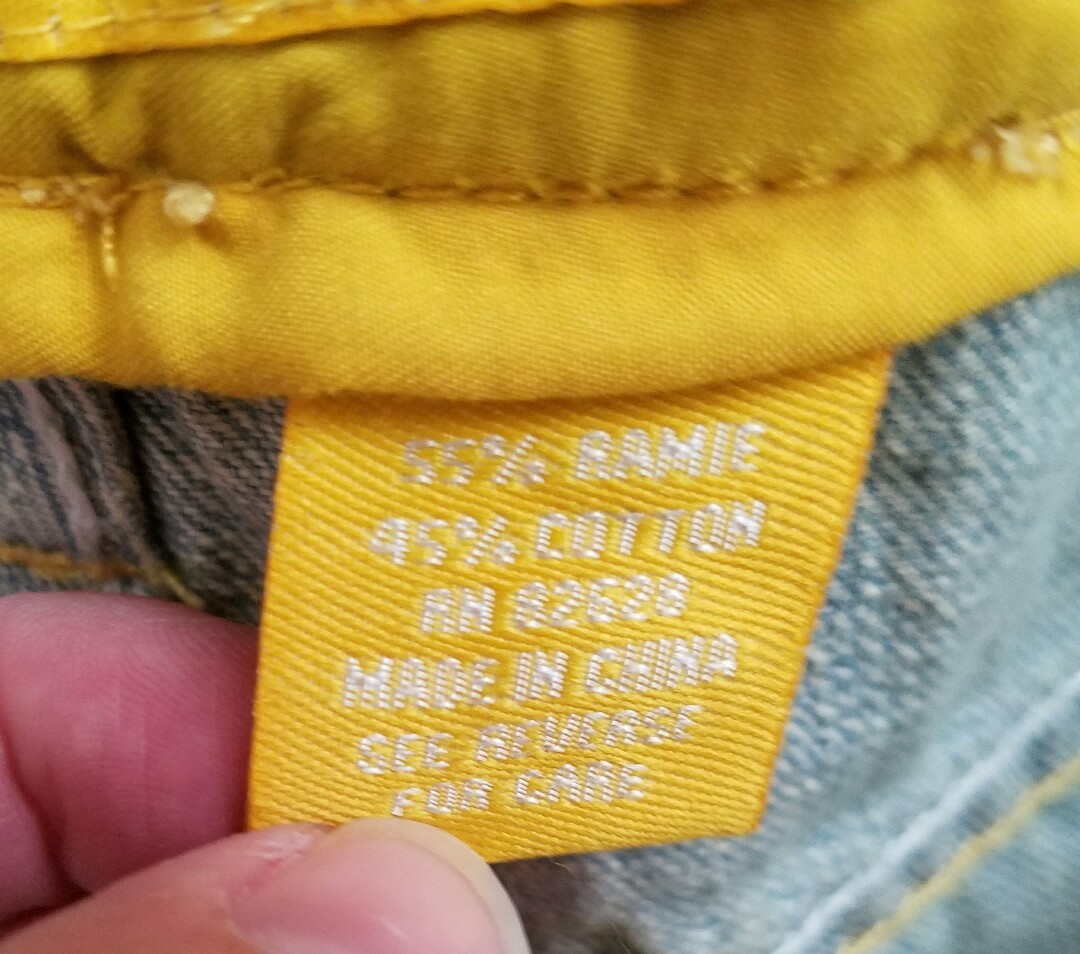 55% RAMIE
45% COTTON
RN 82628
MADE IN CHINA
SEE REVERSE
FOR CARE